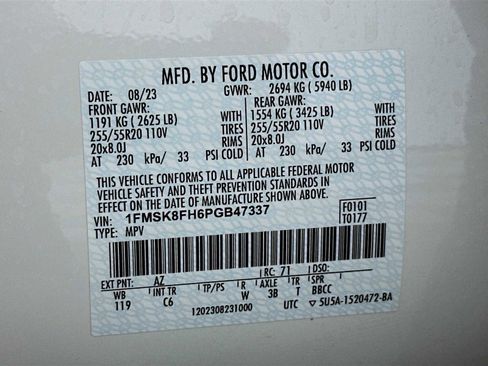 MFD. BY FORD MOTOR CO.
DATE: 08/23 GVWR: 2694 KG ( 5940 LB)
FRONT GAWR: REAR GAWR:
1191 KG ( 2625 LB) WITH 1554 KG ( 3425 LB) WITH
255/55R20 110V TIRES 255/55R20 110V TIRES
20x8.0J RIMS 20x8.0J RIMS
AT 230 kPa/ 33 PSI COLD AT 230 kPa/ 33 PSI COLD
THIS VEHICLE CONFORMS TO ALL APPLICABLE FEDERAL MOTOR
VEHICLE SAFETY AND THEFT PREVENTION STANDARDS IN
EFFECT ON THE DATE OF MANUFACTURE SHOWN ABOVE.
VIN: 1FMSK8FH6PGB47337 F0101
TYPE: MPV T0177
EXT PNT: AZ RC: 71 DSO:
WB INT TR TP/PS R AXLE TR SPR
119 C6 W 3B T BBCC
1202308231000 UTC ▽ 5U5A-1520472-BA